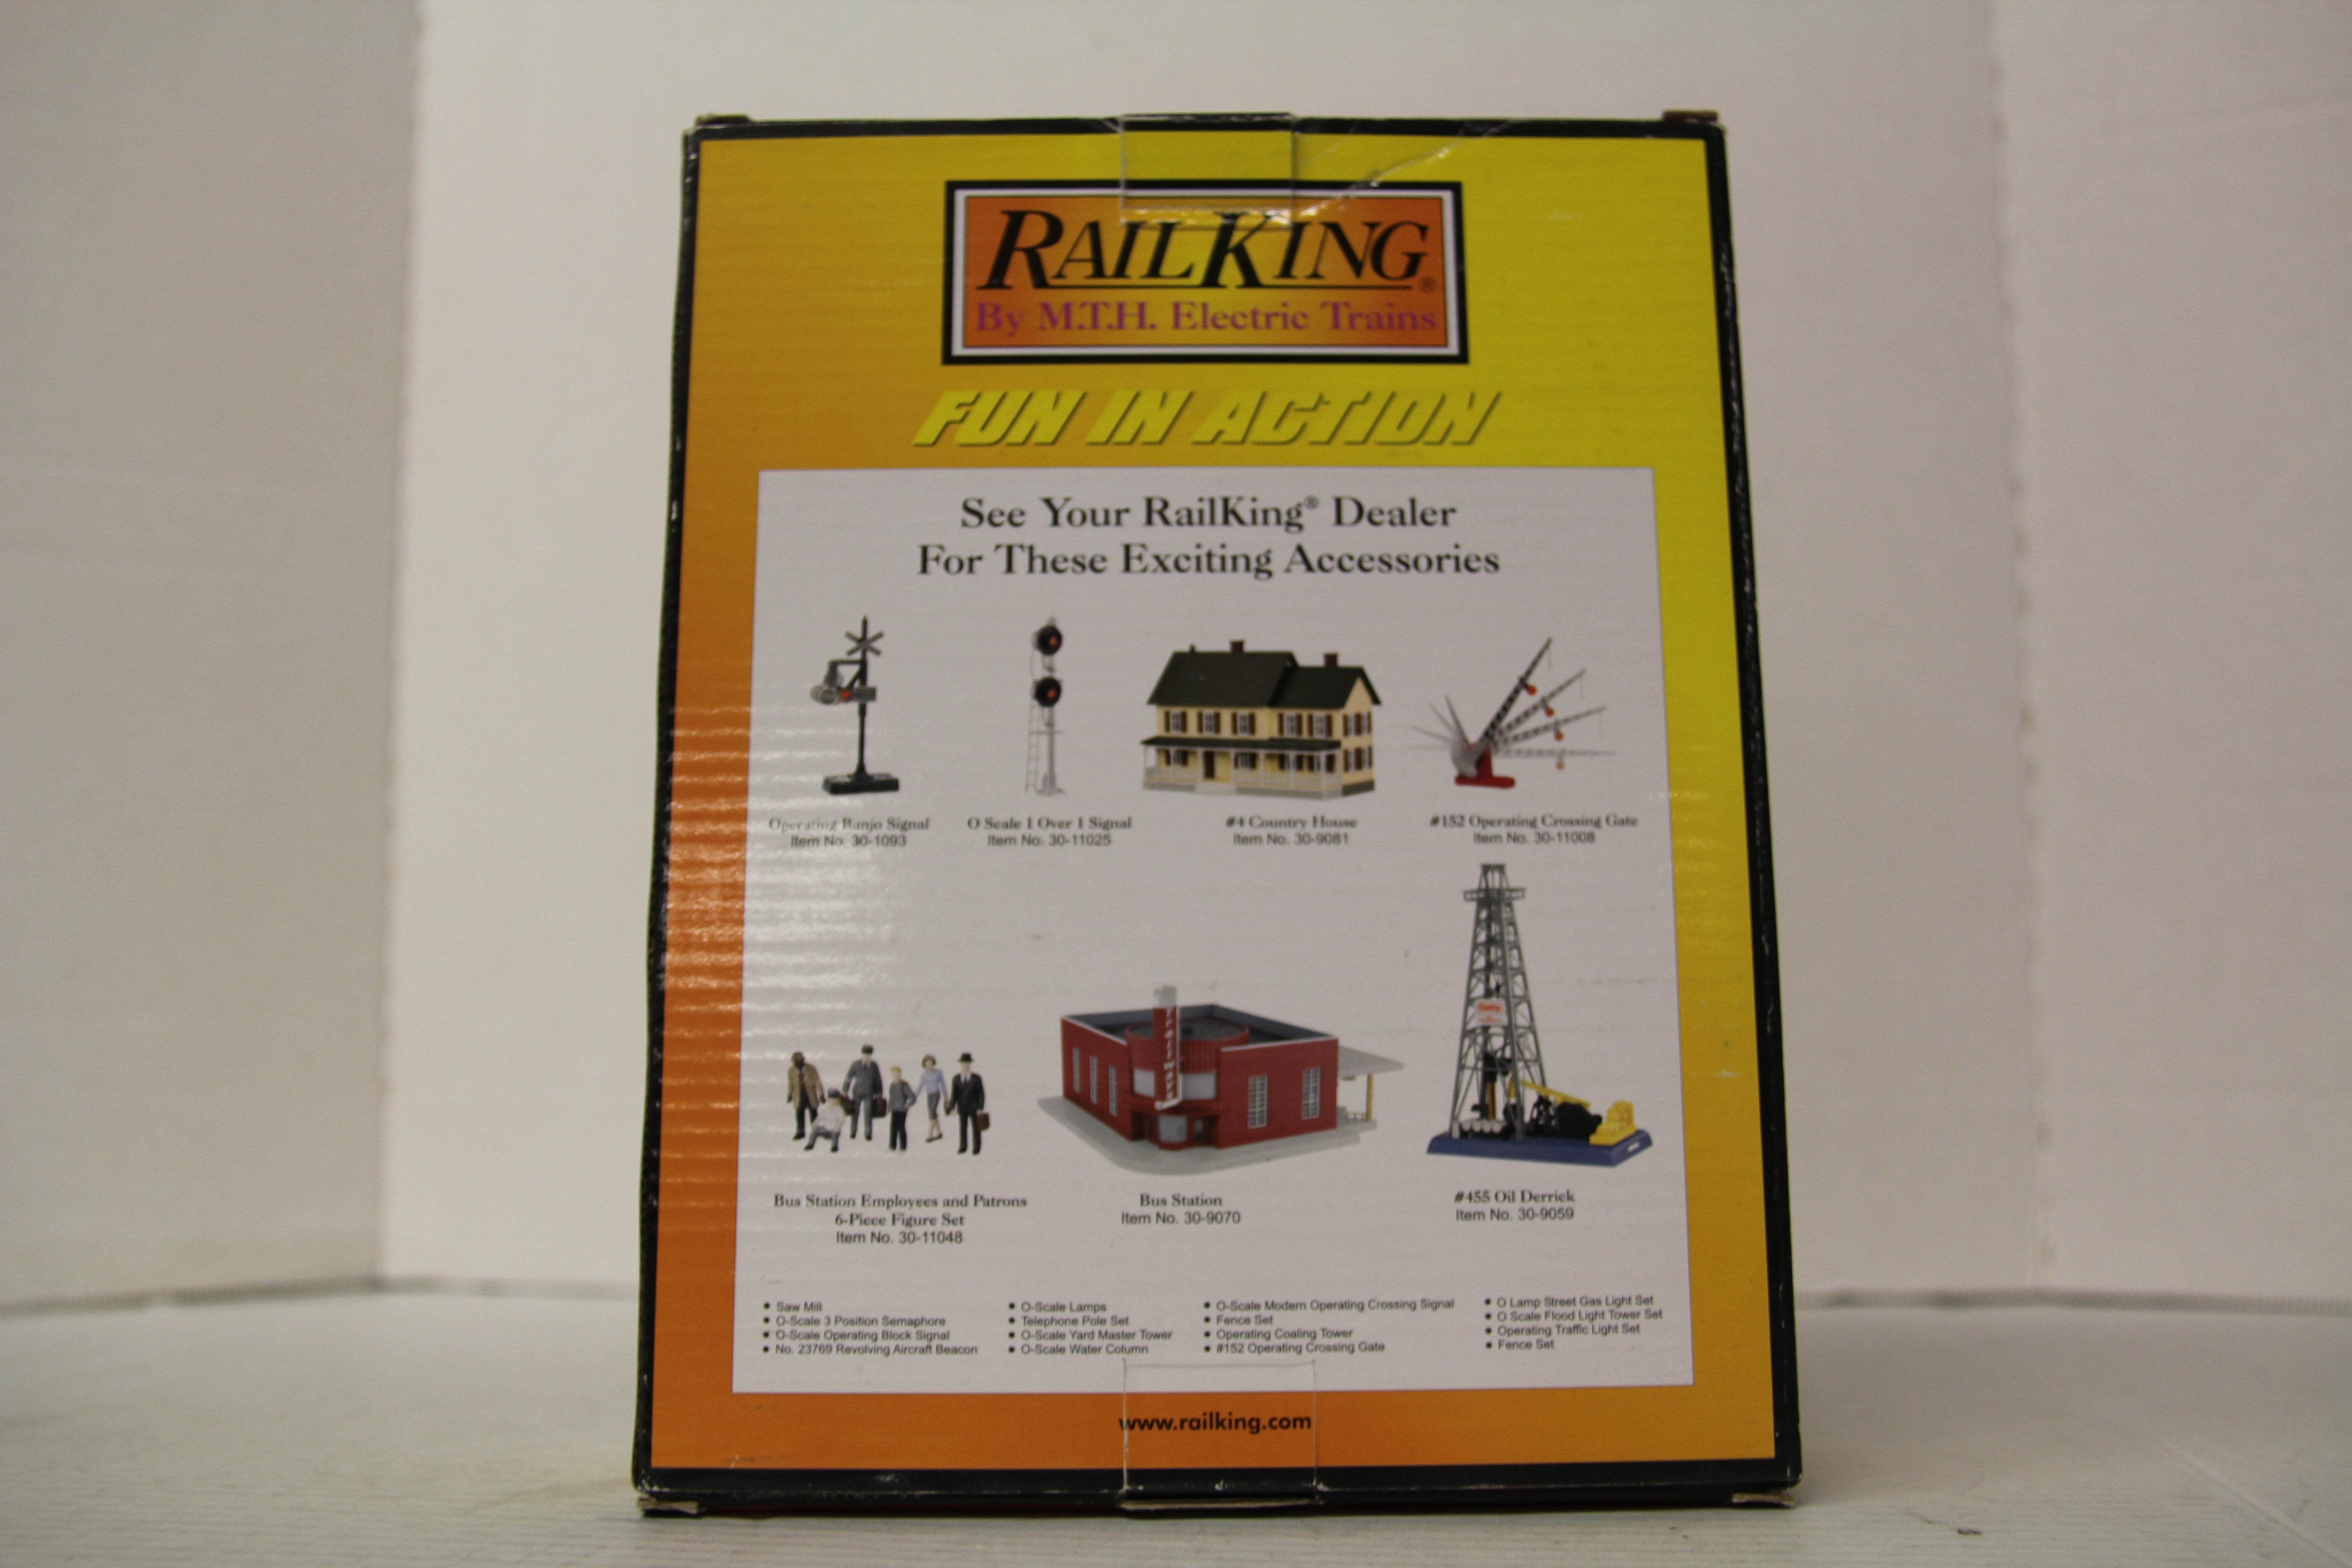 RAILKING®
By M.T.H. Electric Trains
FUN IN ACTION
See Your RailKing® Dealer
For These Exciting Accessories
Operating Banjo Signal
Item No. 30-1093
O Scale 1 Over 1 Signal
Item No. 30-11025
#4 Country House
Item No. 30-9081
#152 Operating Crossing Gate
Item No. 30-11008
Bus Station Employees and Patrons
6-Piece Figure Set
Item No. 30-11048
Bus Station
Item No. 30-9070
#455 Oil Derrick
Item No. 30-9059
• Saw Mill
• O-Scale 3 Position Semaphore
• O-Scale Operating Block Signal
• No. 23769 Revolving Aircraft Beacon
• O-Scale Lamps
• Telephone Pole Set
• O-Scale Yard Master Tower
• O-Scale Water Column
• O-Scale Modern Operating Crossing Signal
• Fence Set
• Operating Coaling Tower
• #152 Operating Crossing Gate
• O Lamp Street Gas Light Set
• O Scale Flood Light Tower Set
• Operating Traffic Light Set
• Fence Set
www.railking.com